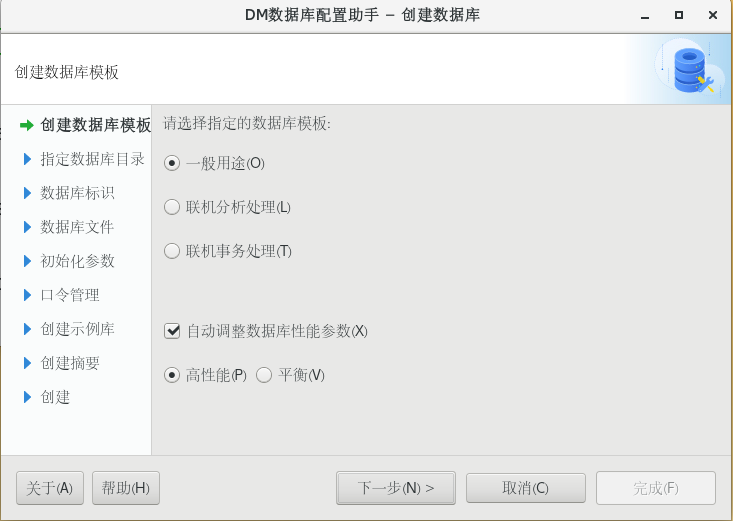 DM数据库配置助手 – 创建数据库
创建数据库模板
创建数据库模板
指定数据库目录
数据库标识
数据库文件
初始化参数
口令管理
创建示例库
创建摘要
创建
请选择指定的数据库模板:
一般用途(O)
联机分析处理(L)
联机事务处理(T)
自动调整数据库性能参数(X)
高性能(P) 平衡(V)
关于(A) 帮助(H) 下一步(N) > 取消(C) 完成(F)